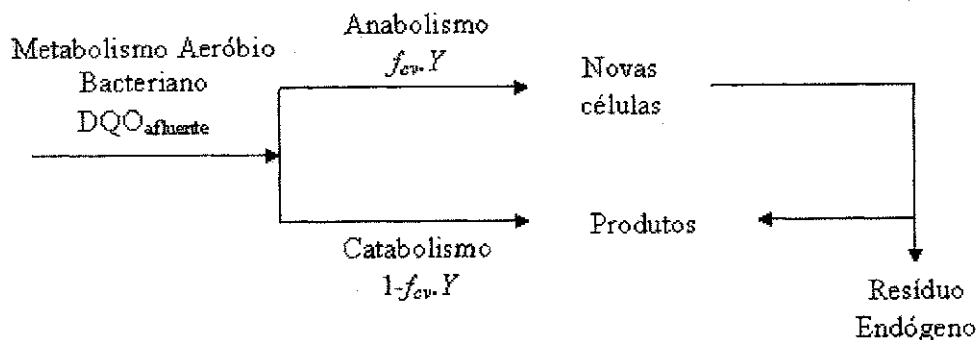 Metabolismo Aeróbio
Bacteriano
DQOafluente
Anabolismo
fcv.Y
Novas
células
Catabolismo
1-fcv.Y
Produtos
Resíduo
Endógeno